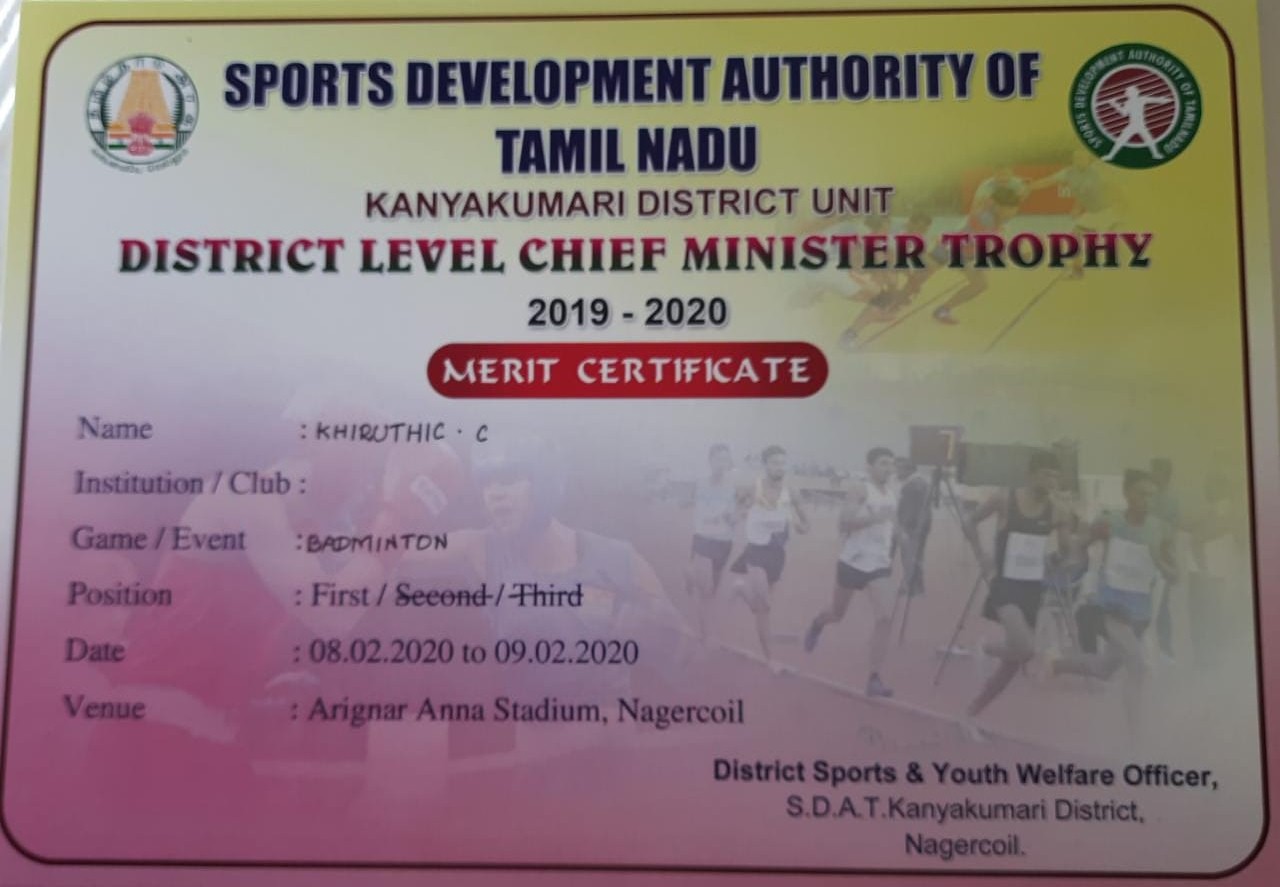 SPORTS DEVELOPMENT AUTHORITY OF
TAMIL NADU
SPORTS DEVELOPMENT AUTHORITY OF TAMILNADU
KANYAKUMARI DISTRICT UNIT
DISTRICT LEVEL CHIEF MINISTER TROPHY
2019 - 2020
MERIT CERTIFICATE
Name : KHIRUTHIC · C
Institution / Club :
Game / Event : BADMINTON
Position : First / Second / Third
Date : 08.02.2020 to 09.02.2020
Venue : Arignar Anna Stadium, Nagercoil
7
District Sports & Youth Welfare Officer,
S.D.A.T.Kanyakumari District,
Nagercoil.